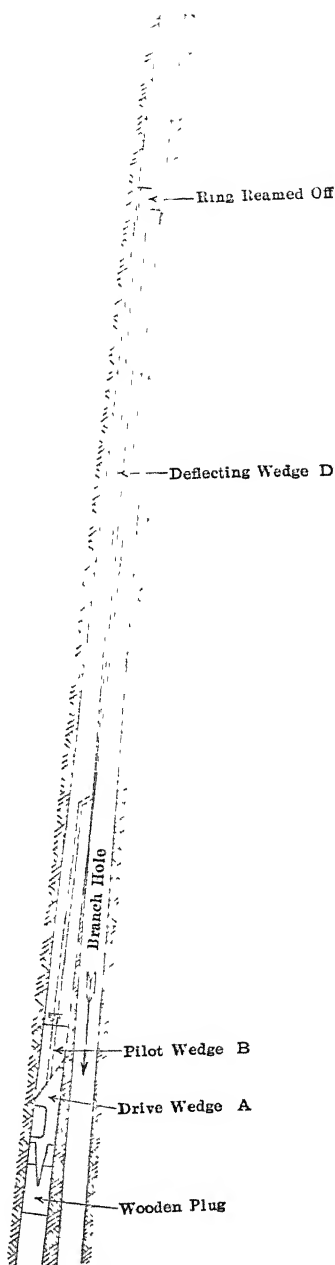 Ring Reamed Off
Deflecting Wedge D
Branch Hole
Pilot Wedge B
Drive Wedge A
Wooden Plug